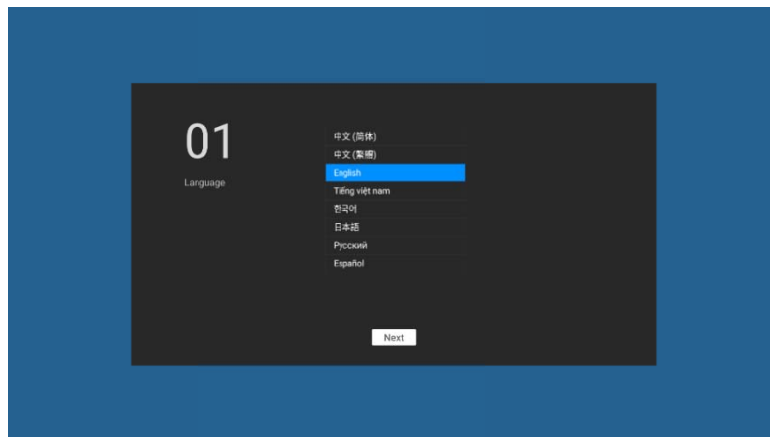 01
Language
中文 (简体)
中文 (繁體)
English
Tiếng việt nam
한국어
日本語
Русский
Español
Next